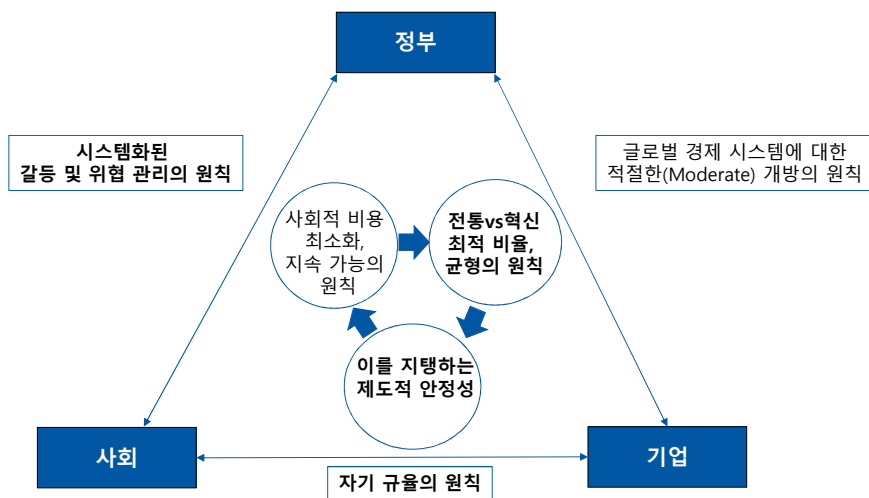 정부
시스템화된
갈등 및 위협 관리의 원칙
글로벌 경제 시스템에 대한
적절한(Moderate) 개방의 원칙
사회적 비용
최소화,
지속 가능의
원칙
전통vs혁신
최적 비율,
균형의 원칙
이를 지탱하는
제도적 안정성
사회
기업
자기 규율의 원칙